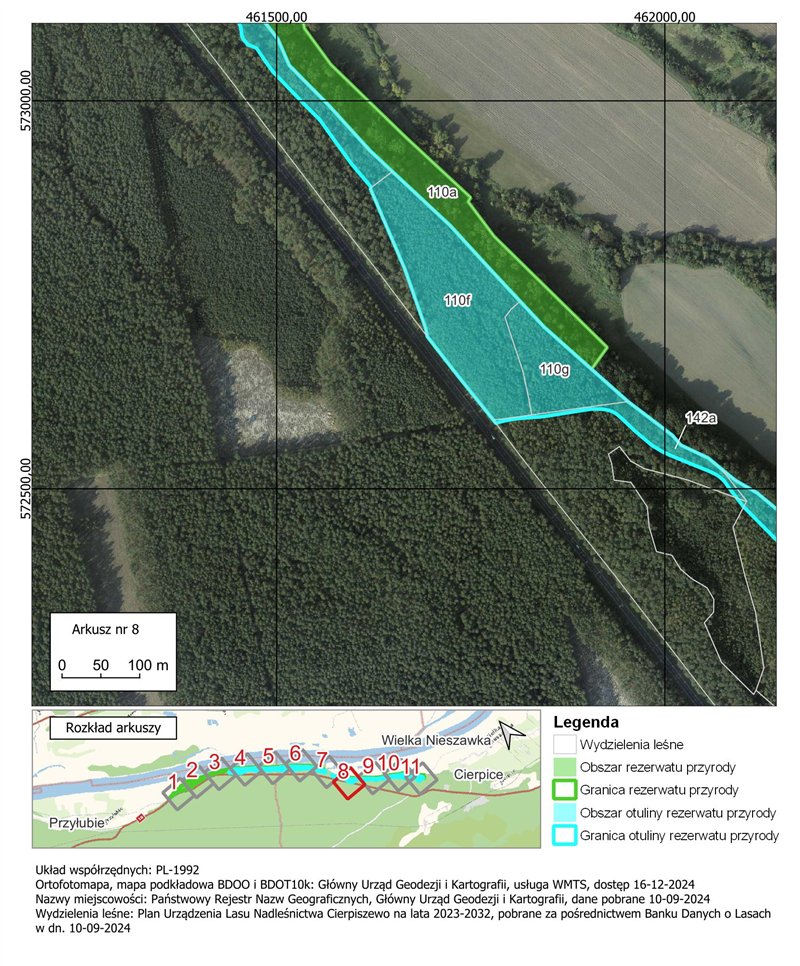 461500,00
462000,00
573000,00
110a
110f
110g
142a
572500,00
Arkusz nr 8
0 50 100 m
Rozkład arkuszy
Wielka Nieszawka
Cierpice
Przyłubie
1 2 3 4 5 6 7 8 9 10 11
Legenda
Wydzielenia leśne
Obszar rezerwatu przyrody
Granica rezerwatu przyrody
Obszar otuliny rezerwatu przyrody
Granica otuliny rezerwatu przyrody
Układ współrzędnych: PL-1992
Ortofotomapa, mapa podkładowa BDOO i BDOT10k: Główny Urząd Geodezji i Kartografii, usługa WMTS, dostęp 16-12-2024
Nazwy miejscowości: Państwowy Rejestr Nazw Geograficznych, Główny Urząd Geodezji i Kartografii, dane pobrane 10-09-2024
Wydzielenia leśne: Plan Urządzenia Lasu Nadleśnictwa Cierpiszewo na lata 2023-2032, pobrane za pośrednictwem Banku Danych o Lasach
w dn. 10-09-2024